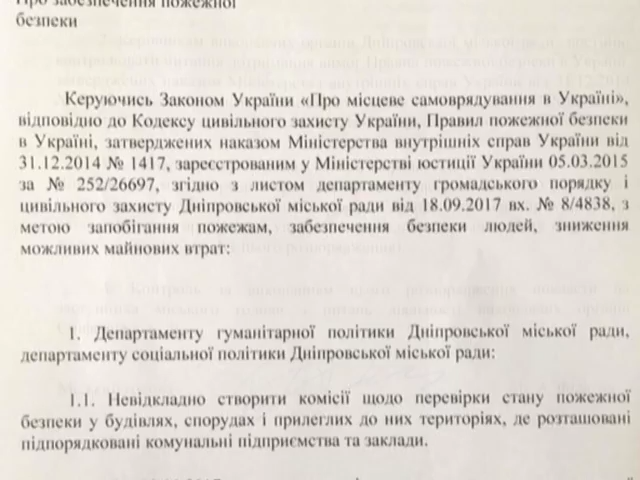 Про забезпечення пожежної
безпеки
Керуючись Законом України «Про місцеве самоврядування в Україні»,
відповідно до Кодексу цивільного захисту України, Правил пожежної безпеки
в Україні, затверджених наказом Міністерства внутрішніх справ України від
31.12.2014 № 1417, зареєстрованим у Міністерстві юстиції України 05.03.2015
за № 252/26697, згідно з листом департаменту громадського порядку і
цивільного захисту Дніпровської міської ради від 18.09.2017 вх. № 8/4838, з
метою запобігання пожежам, забезпечення безпеки людей, зниження
можливих майнових втрат:
1. Департаменту гуманітарної політики Дніпровської міської ради,
департаменту соціальної політики Дніпровської міської ради:
1.1. Невідкладно створити комісії щодо перевірки стану пожежної
безпеки у будівлях, спорудах і прилеглих до них територіях, де розташовані
підпорядковані комунальні підприємства та заклади.